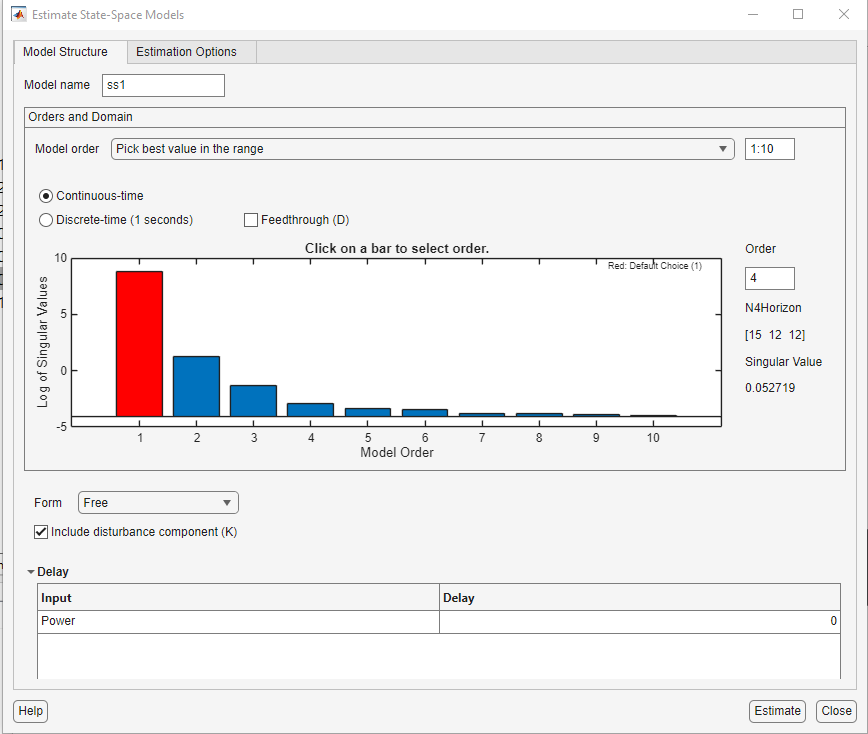 Estimate State-Space Models
Model Structure
Estimation Options
Model name ss1
Orders and Domain
Model order Pick best value in the range 1:10
Continuous-time
Discrete-time (1 seconds) Feedthrough (D)
Click on a bar to select order.
Red: Default Choice (1)
Log of Singular Values
10
5
0
-5
1 2 3 4 5 6 7 8 9 10
Model Order
Order
4
N4Horizon
[15 12 12]
Singular Value
0.052719
Form Free
Include disturbance component (K)
Delay
Input Delay
Power 0
Help Estimate Close